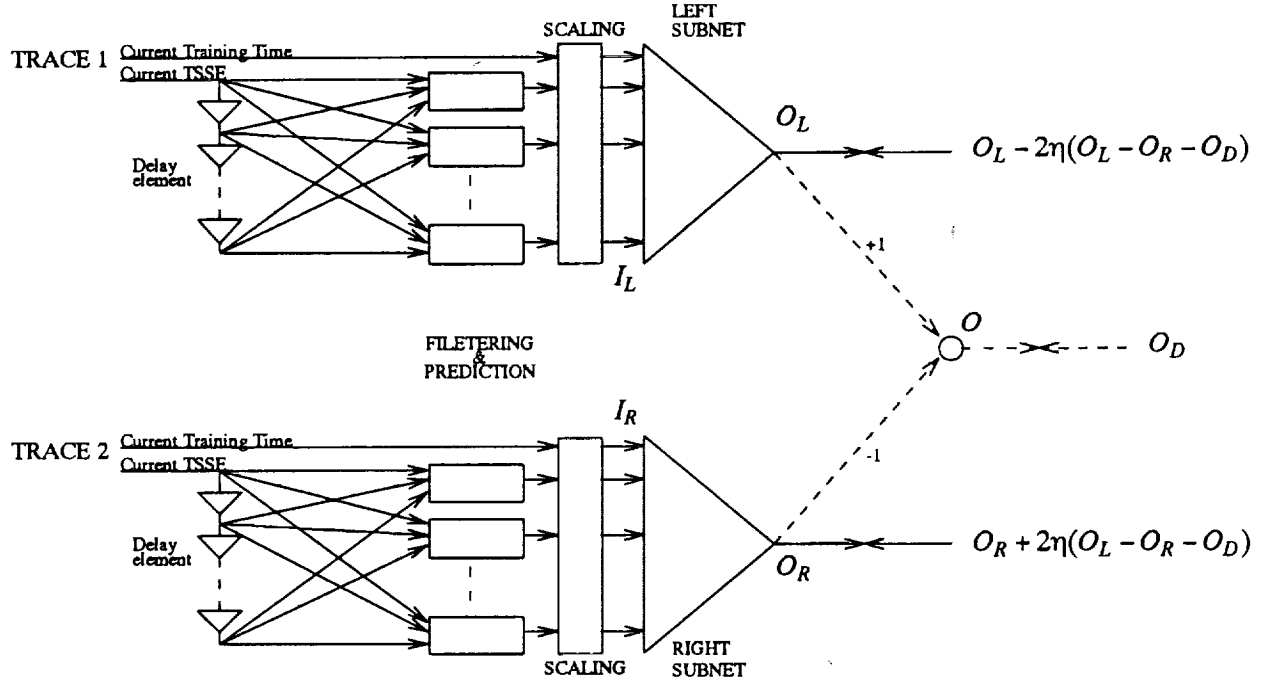 LEFT
SUBNET
SCALING
TRACE 1
Current Training Time
Current TSSE
Delay
element
O_L
O_L − 2η(O_L − O_R − O_D)
+1
I_L
O
O_D
FILETERING
&
PREDICTION
I_R
TRACE 2
Current Training Time
Current TSSE
-1
Delay
element
O_R
O_R + 2η(O_L − O_R − O_D)
RIGHT
SUBNET
SCALING